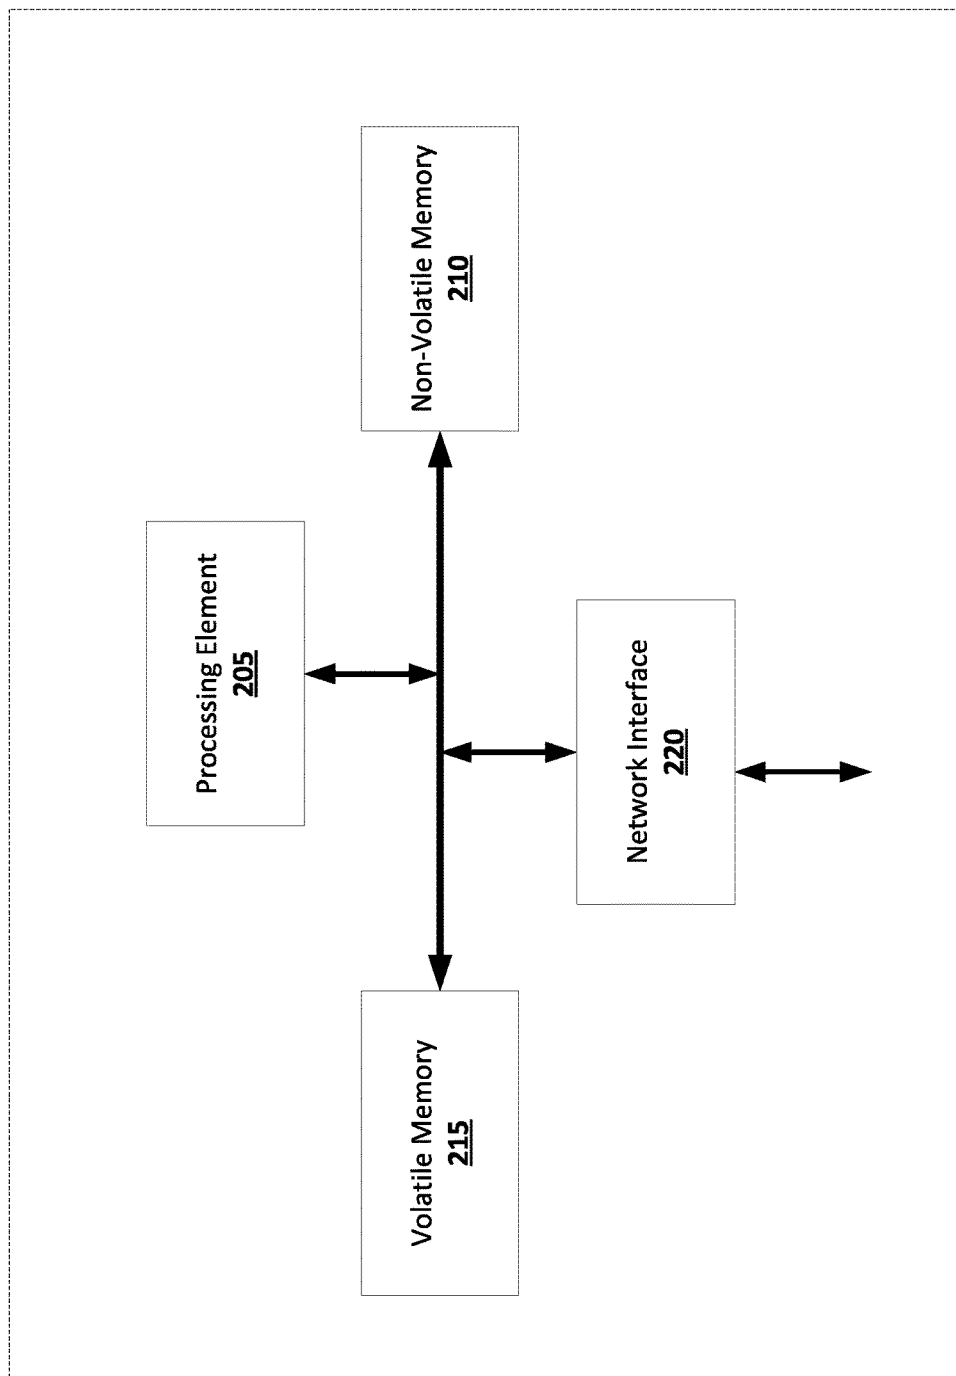 Processing Element
205
Volatile Memory
215
Non-Volatile Memory
210
Network Interface
220